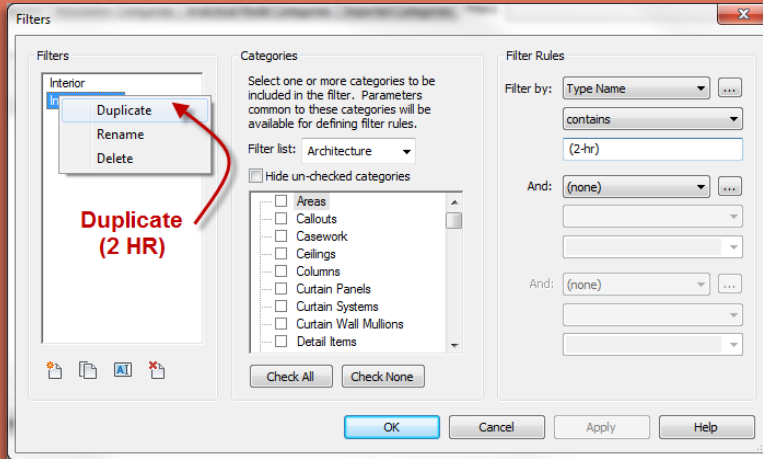 Filters
Filters
Interior
In
Duplicate
Rename
Delete
Duplicate
(2 HR)
Categories
Select one or more categories to be
included in the filter. Parameters
common to these categories will be
available for defining filter rules.
Filter list: Architecture
Hide un-checked categories
Areas
Callouts
Casework
Ceilings
Columns
Curtain Panels
Curtain Systems
Curtain Wall Mullions
Detail Items
Check All Check None
Filter Rules
Filter by: Type Name ...
contains
(2-hr)
And: (none) ...
And: (none) ...
OK Cancel Apply Help